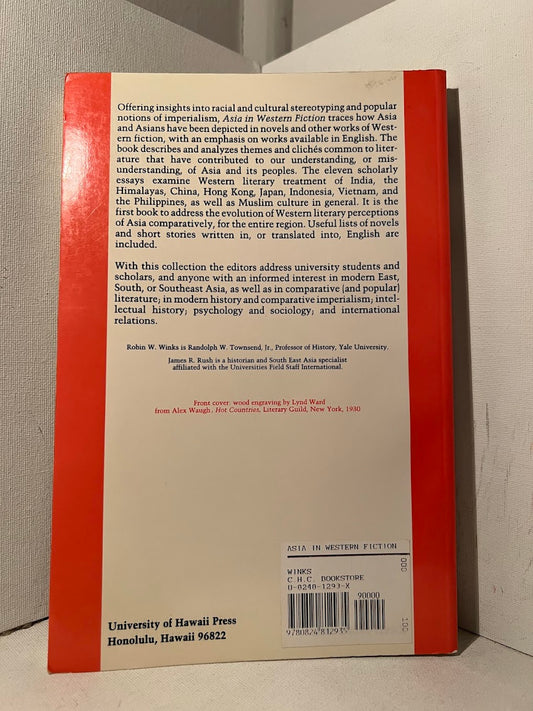 Offering insights into racial and cultural stereotyping and popular
notions of imperialism, Asia in Western Fiction traces how Asia
and Asians have been depicted in novels and other works of West-
ern fiction, with an emphasis on works available in English. The
book describes and analyzes themes and clichés common to liter-
ature that have contributed to our understanding, or mis-
understanding, of Asia and its peoples. The eleven scholarly
essays examine Western literary treatment of India, the
Himalayas, China, Hong Kong, Japan, Indonesia, Vietnam, and
the Philippines, as well as Muslim culture in general. It is the
first book to address the evolution of Western literary perceptions
of Asia comparatively, for the entire region. Useful lists of novels
and short stories written in, or translated into, English are
included.
With this collection the editors address university students and
scholars, and anyone with an informed interest in modern East,
South, or Southeast Asia, as well as in comparative (and popular)
literature; in modern history and comparative imperialism; intel-
lectual history; psychology and sociology; and international
relations.
Robin W. Winks is Randolph W. Townsend, Jr., Professor of History, Yale University.
James R. Rush is a historian and South East Asia specialist
affiliated with the Universities Field Staff International.
Front cover: wood engraving by Lynd Ward
from Alex Waugh, Hot Countries, Literary Guild, New York, 1930
ASIA IN WESTERN FICTION
000
WINKS
C.H.C. BOOKSTORE
0-8248-1293-X
90000
9780824812935
100
University of Hawaii Press
Honolulu, Hawaii 96822